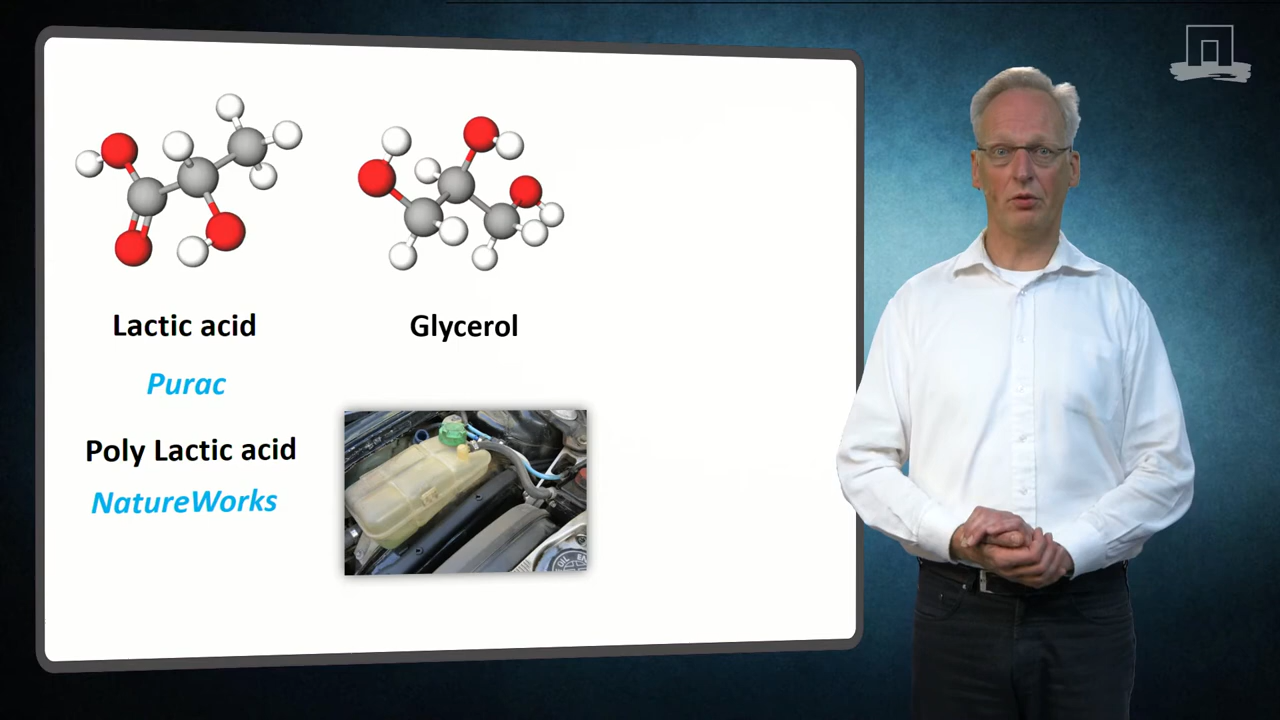 Lactic acid
Glycerol
Purac
Poly Lactic acid
NatureWorks